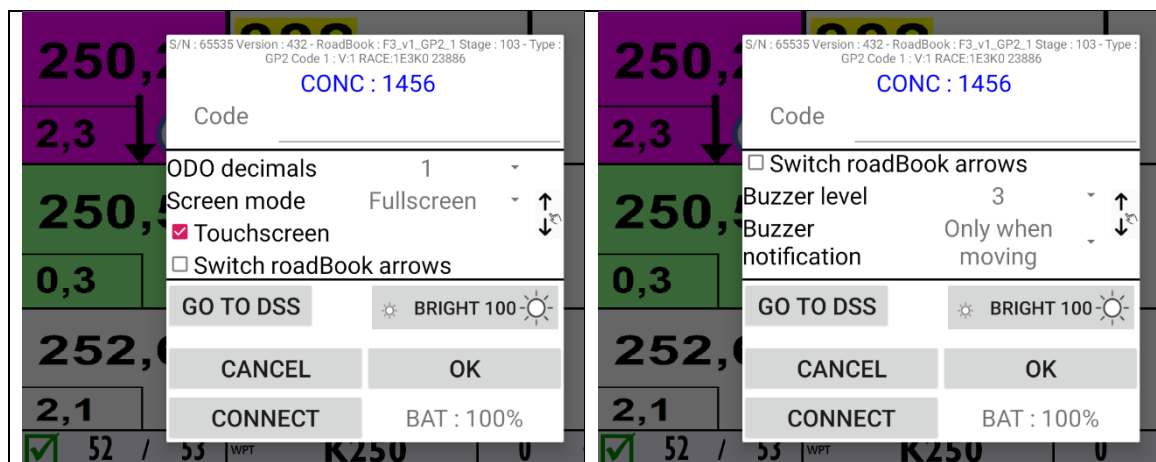 250,
S/N : 65535 Version : 432 - RoadBook : F3_v1_GP2_1 Stage : 103 - Type :
GP2 Code 1 : V:1 RACE:1E3K0 23886
CONC : 1456
Code
2,3
ODO decimals 1
Screen mode Fullscreen
250,5
Touchscreen
Switch roadBook arrows
0,3
GO TO DSS BRIGHT 100
252,
CANCEL OK
2,1
CONNECT BAT : 100%
52 / 53 WPT K250 0
250,
S/N : 65535 Version : 432 - RoadBook : F3_v1_GP2_1 Stage : 103 - Type :
GP2 Code 1 : V:1 RACE:1E3K0 23886
CONC : 1456
Code
2,3
Switch roadBook arrows
Buzzer level 3
250,5
Buzzer
notification
Only when
moving
0,3
GO TO DSS BRIGHT 100
252,
CANCEL OK
2,1
CONNECT BAT : 100%
52 / 53 WPT K250 0